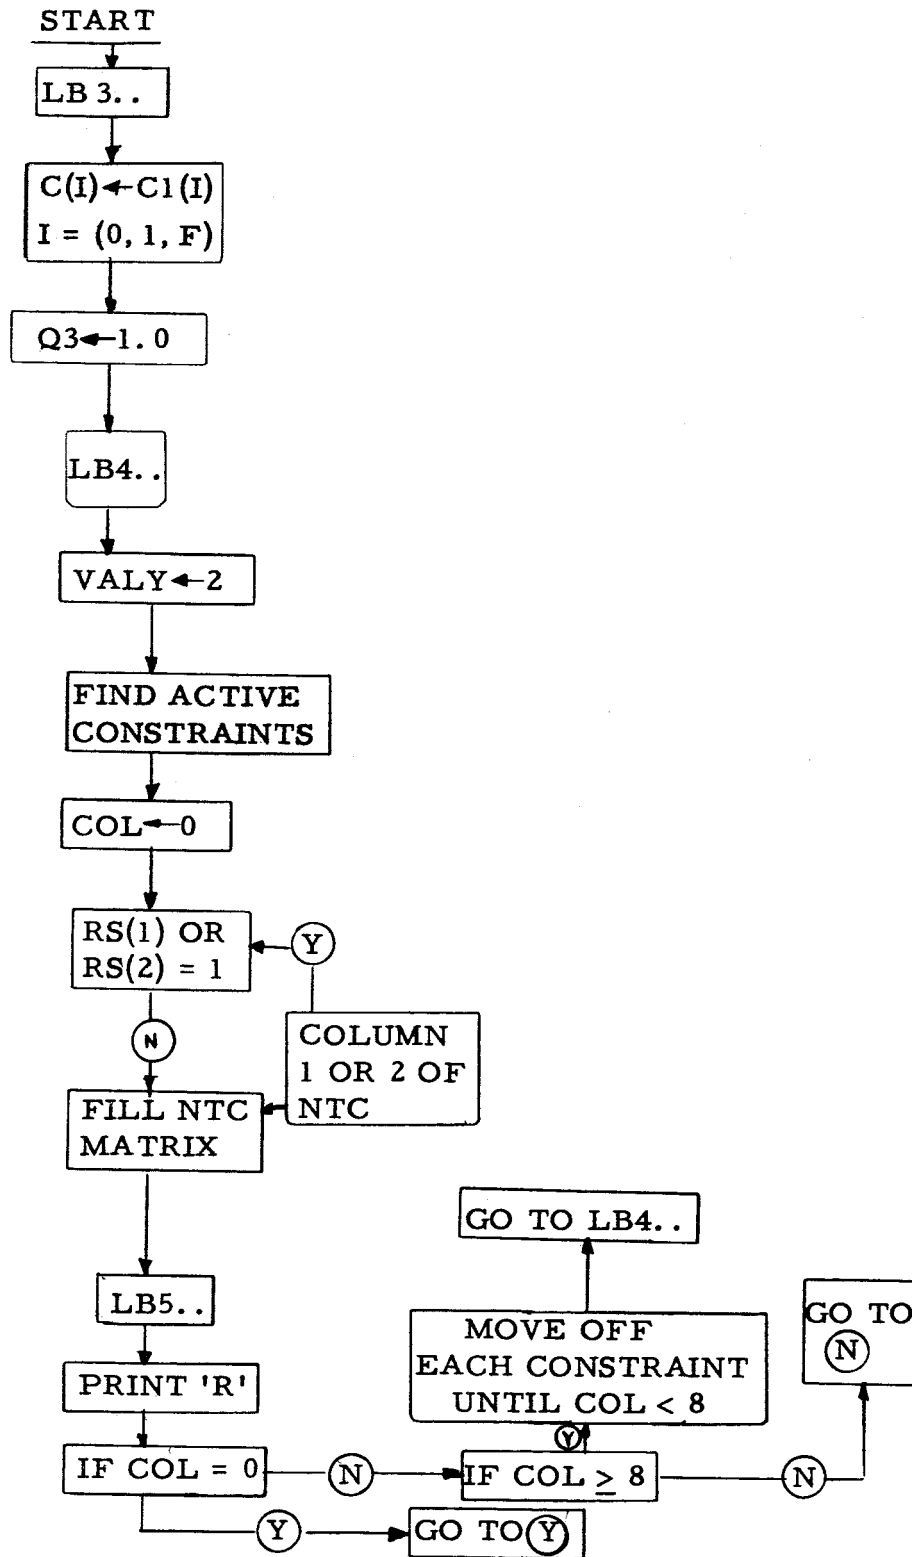 START
LB 3..
C(I)←C1(I)
I = (0, 1, F)
Q3←1.0
LB4..
VALY←2
FIND ACTIVE
CONSTRAINTS
COL←0
RS(1) OR
RS(2) = 1
Y
N
COLUMN
1 OR 2 OF
NTC
FILL NTC
MATRIX
GO TO LB4..
LB5..
MOVE OFF
EACH CONSTRAINT
UNTIL COL < 8
GO TO
N
PRINT 'R'
Y
IF COL = 0
N
IF COL ≥ 8
N
Y
GO TO Y